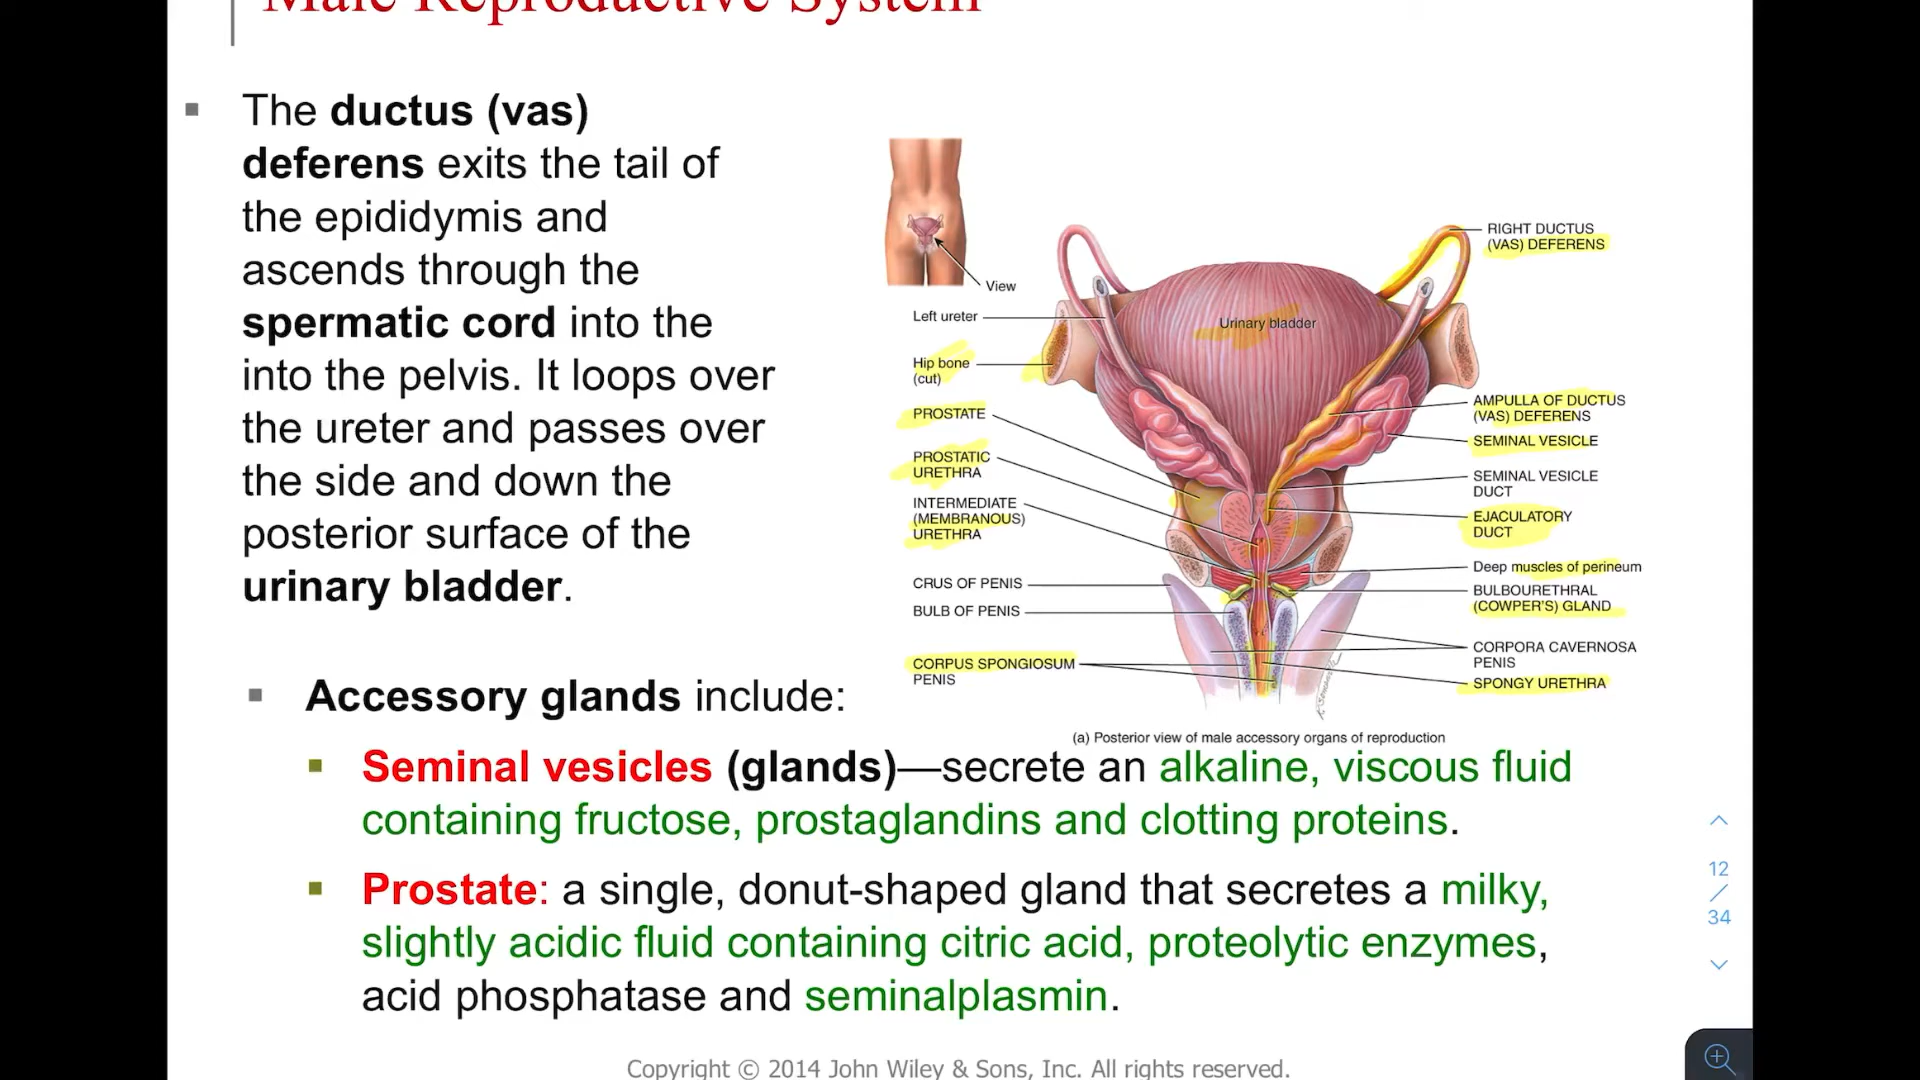 Male Reproductive System
The ductus (vas)
deferens exits the tail of
the epididymis and
ascends through the
spermatic cord into the
into the pelvis. It loops over
the ureter and passes over
the side and down the
posterior surface of the
urinary bladder.
View
Left ureter
Hip bone
(cut)
PROSTATE
PROSTATIC
URETHRA
INTERMEDIATE
(MEMBRANOUS)
URETHRA
CRUS OF PENIS
BULB OF PENIS
CORPUS SPONGIOSUM
PENIS
Urinary bladder
RIGHT DUCTUS
(VAS) DEFERENS
AMPULLA OF DUCTUS
(VAS) DEFERENS
SEMINAL VESICLE
SEMINAL VESICLE
DUCT
EJACULATORY
DUCT
Deep muscles of perineum
BULBOURETHRAL
(COWPER'S) GLAND
CORPORA CAVERNOSA
PENIS
SPONGY URETHRA
(a) Posterior view of male accessory organs of reproduction
Accessory glands include:
Seminal vesicles (glands)—secrete an alkaline, viscous fluid
containing fructose, prostaglandins and clotting proteins.
Prostate: a single, donut-shaped gland that secretes a milky,
slightly acidic fluid containing citric acid, proteolytic enzymes,
acid phosphatase and seminalplasmin.
12
/
34
Copyright © 2014 John Wiley & Sons, Inc. All rights reserved.